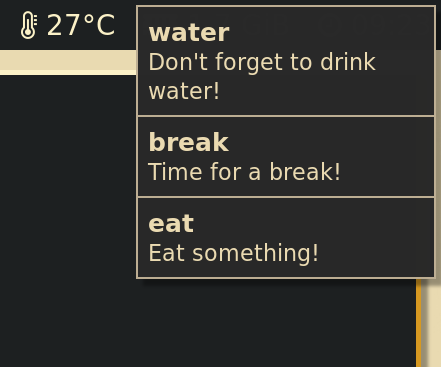 27°C
water
Don't forget to drink
water!
break
Time for a break!
eat
Eat something!